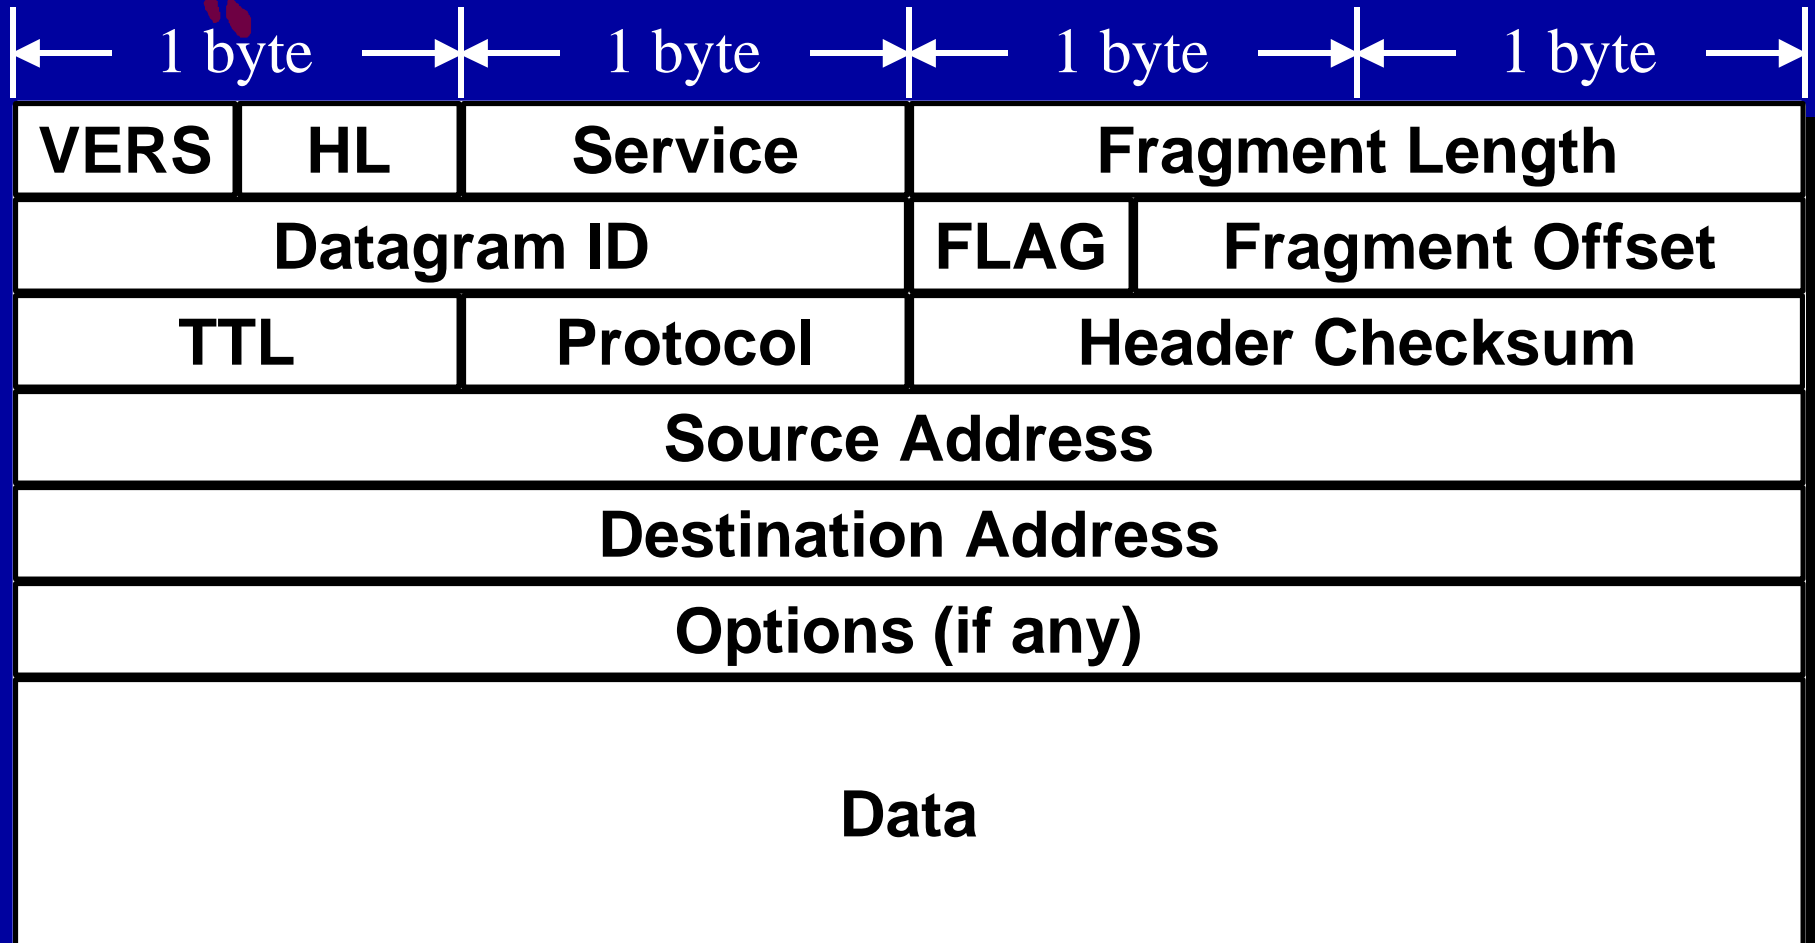 1 byte 1 byte 1 byte 1 byte
VERS HL Service Fragment Length
Datagram ID FLAG Fragment Offset
TTL Protocol Header Checksum
Source Address
Destination Address
Options (if any)
Data